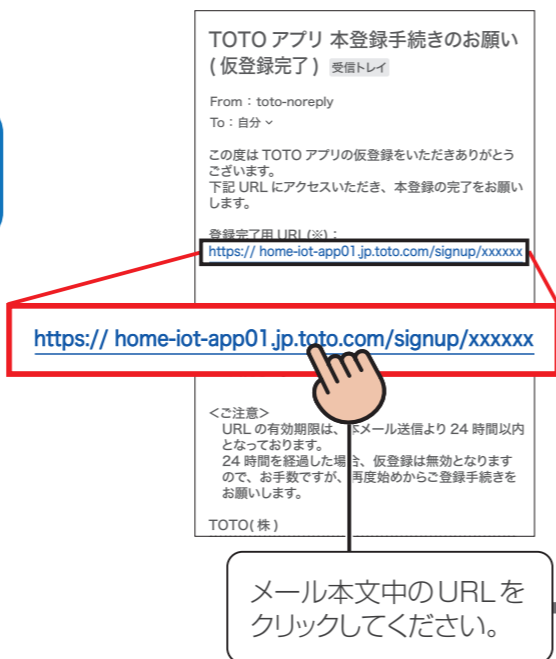 TOTO アプリ 本登録手続きのお願い
(仮登録完了) 受信トレイ
From：toto-noreply
To：自分
この度は TOTO アプリの仮登録をいただきありがとう
ございます。
下記 URL にアクセスいただき、本登録の完了をお願い
します。
登録完了用 URL(※)：
https:// home-iot-app01.jp.toto.com/signup/xxxxxx
https:// home-iot-app01.jp.toto.com/signup/xxxxxx
<ご注意>
URL の有効期限は、本メール送信より 24 時間以内
となっております。
24 時間を経過した場合、仮登録は無効となります
ので、お手数ですが、再度始めからご登録手続きを
お願いします。
TOTO(株)
メール本文中のURLを
クリックしてください。